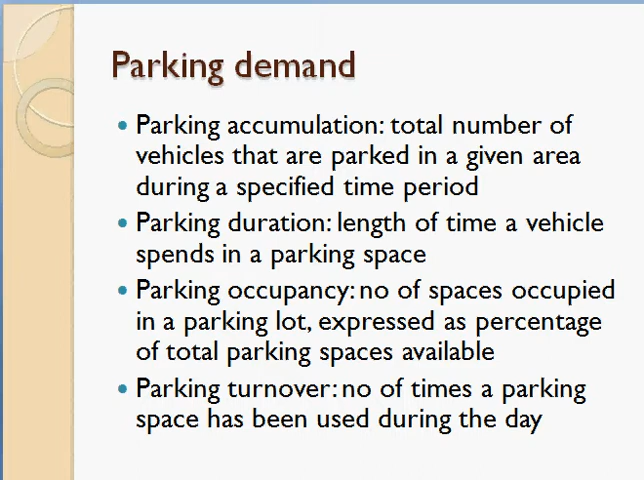 Parking demand
• Parking accumulation: total number of
vehicles that are parked in a given area
during a specified time period
• Parking duration: length of time a vehicle
spends in a parking space
• Parking occupancy: no of spaces occupied
in a parking lot, expressed as percentage
of total parking spaces available
• Parking turnover: no of times a parking
space has been used during the day